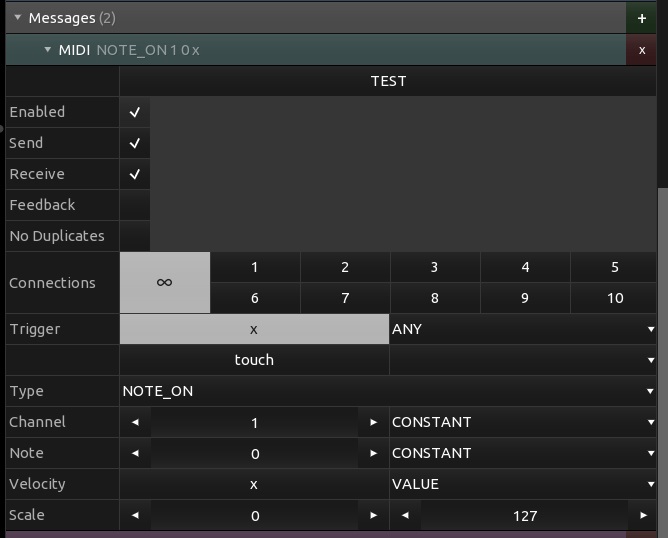 Messages (2) +
MIDI NOTE_ON 1 0 x x
TEST
Enabled ✓
Send ✓
Receive ✓
Feedback
No Duplicates
Connections ∞ 1 2 3 4 5
6 7 8 9 10
Trigger x ANY
touch
Type NOTE_ON
Channel 1 CONSTANT
Note 0 CONSTANT
Velocity x VALUE
Scale 0 127